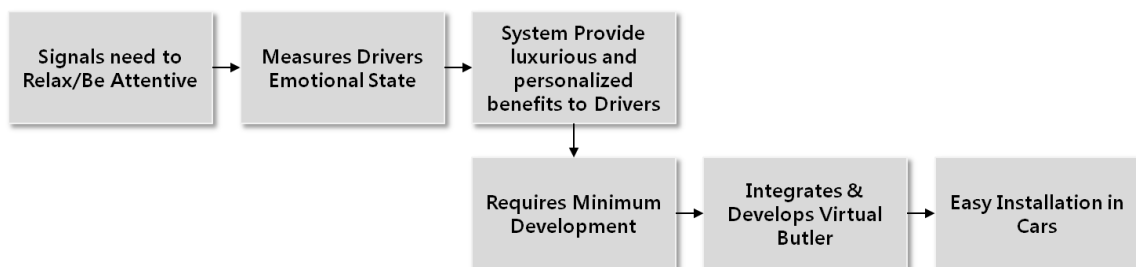 Signals need to
Relax/Be Attentive
Measures Drivers
Emotional State
System Provide
luxurious and
personalized
benefits to Drivers
Requires Minimum
Development
Integrates &
Develops Virtual
Butler
Easy Installation in
Cars